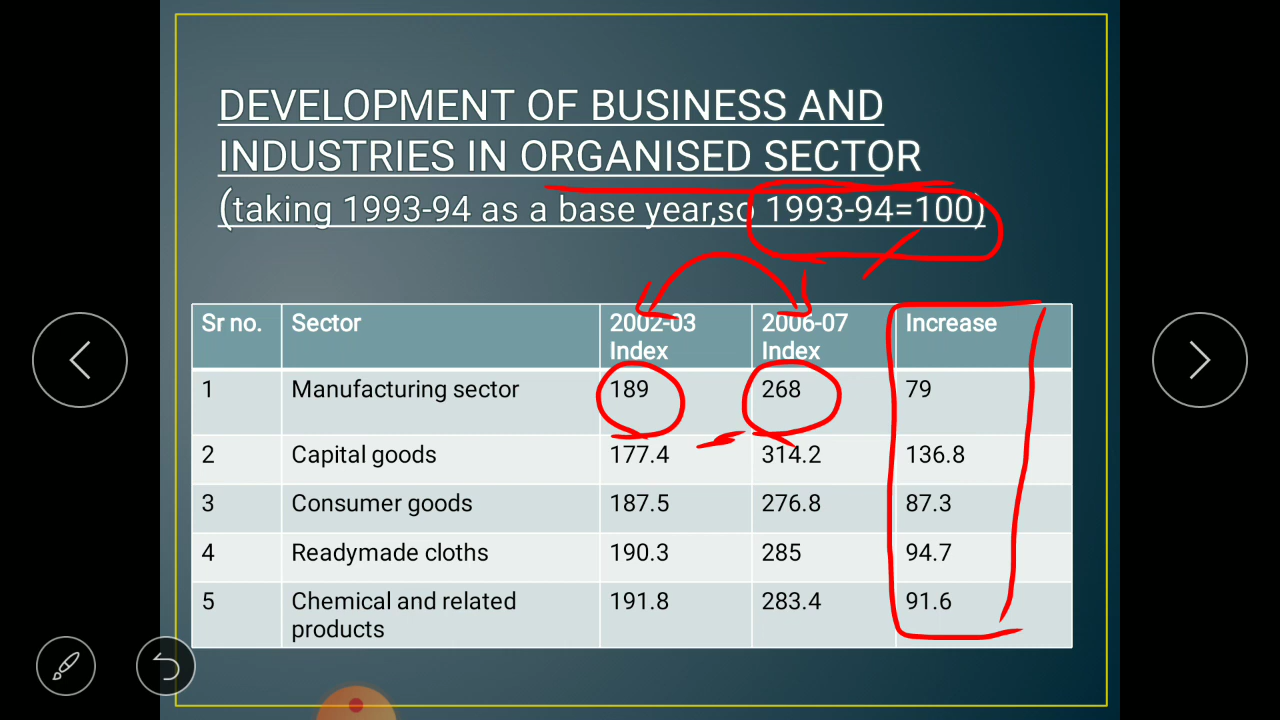 DEVELOPMENT OF BUSINESS AND
INDUSTRIES IN ORGANISED SECTOR
(taking 1993-94 as a base year,so 1993-94=100)
Sr no. Sector 2002-03 Index 2006-07 Index Increase
1 Manufacturing sector 189 268 79
2 Capital goods 177.4 314.2 136.8
3 Consumer goods 187.5 276.8 87.3
4 Readymade cloths 190.3 285 94.7
5 Chemical and related products 191.8 283.4 91.6